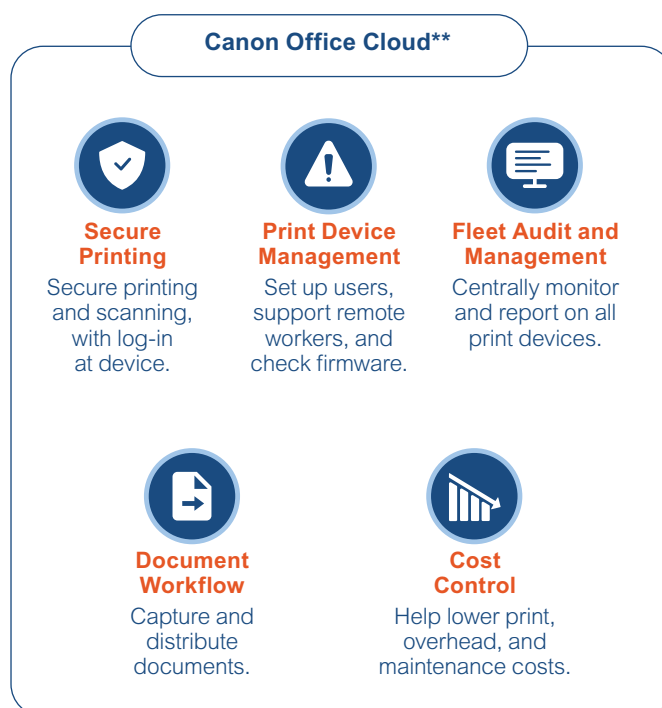 Canon Office Cloud**
Secure
Printing
Secure printing
and scanning,
with log-in
at device.
Print Device
Management
Set up users,
support remote
workers, and
check firmware.
Fleet Audit and
Management
Centrally monitor
and report on all
print devices.
Document
Workflow
Capture and
distribute
documents.
Cost
Control
Help lower print,
overhead, and
maintenance costs.